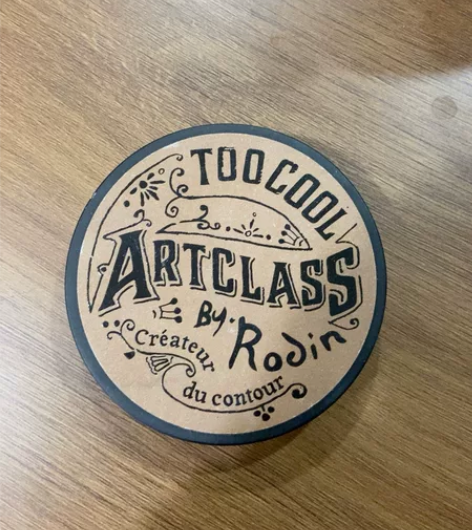 TOO COOL
ARTCLASS
By. Rodin
Créateur
du contour